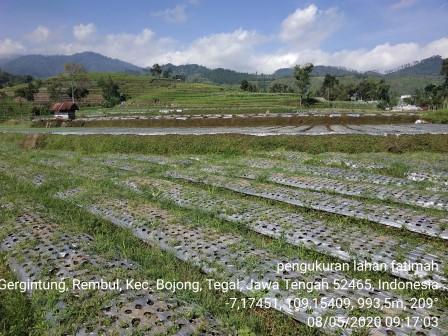 pengukuran lahan fatimah
Gergintung, Rembul, Kec. Bojong, Tegal, Jawa Tengah 52465, Indonesia
-7,17451, 109,15409, 993,5m, 209°
08/05/2020 09:17:03